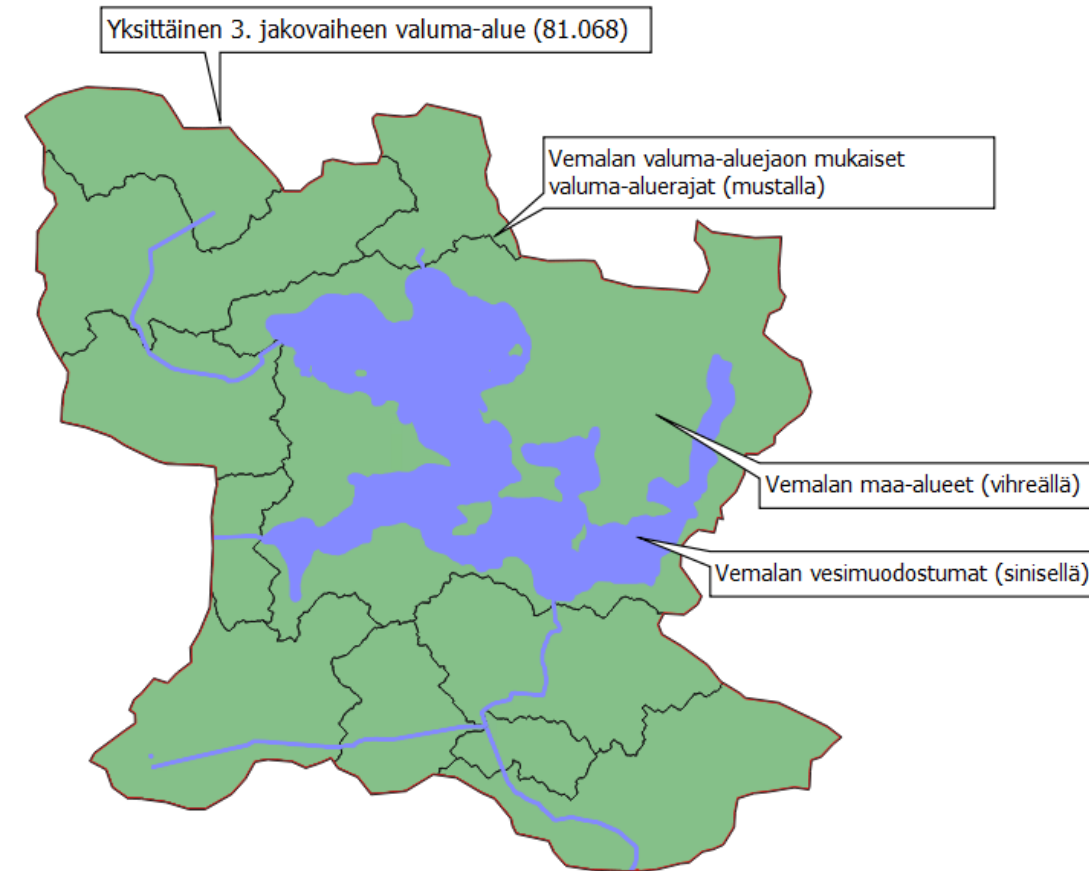 Yksittäinen 3. jakovaiheen valuma-alue (81.068)
Vemalan valuma-aluejaon mukaiset
valuma-aluerajat (mustalla)
Vemalan maa-alueet (vihreällä)
Vemalan vesimuodostumat (sinisellä)